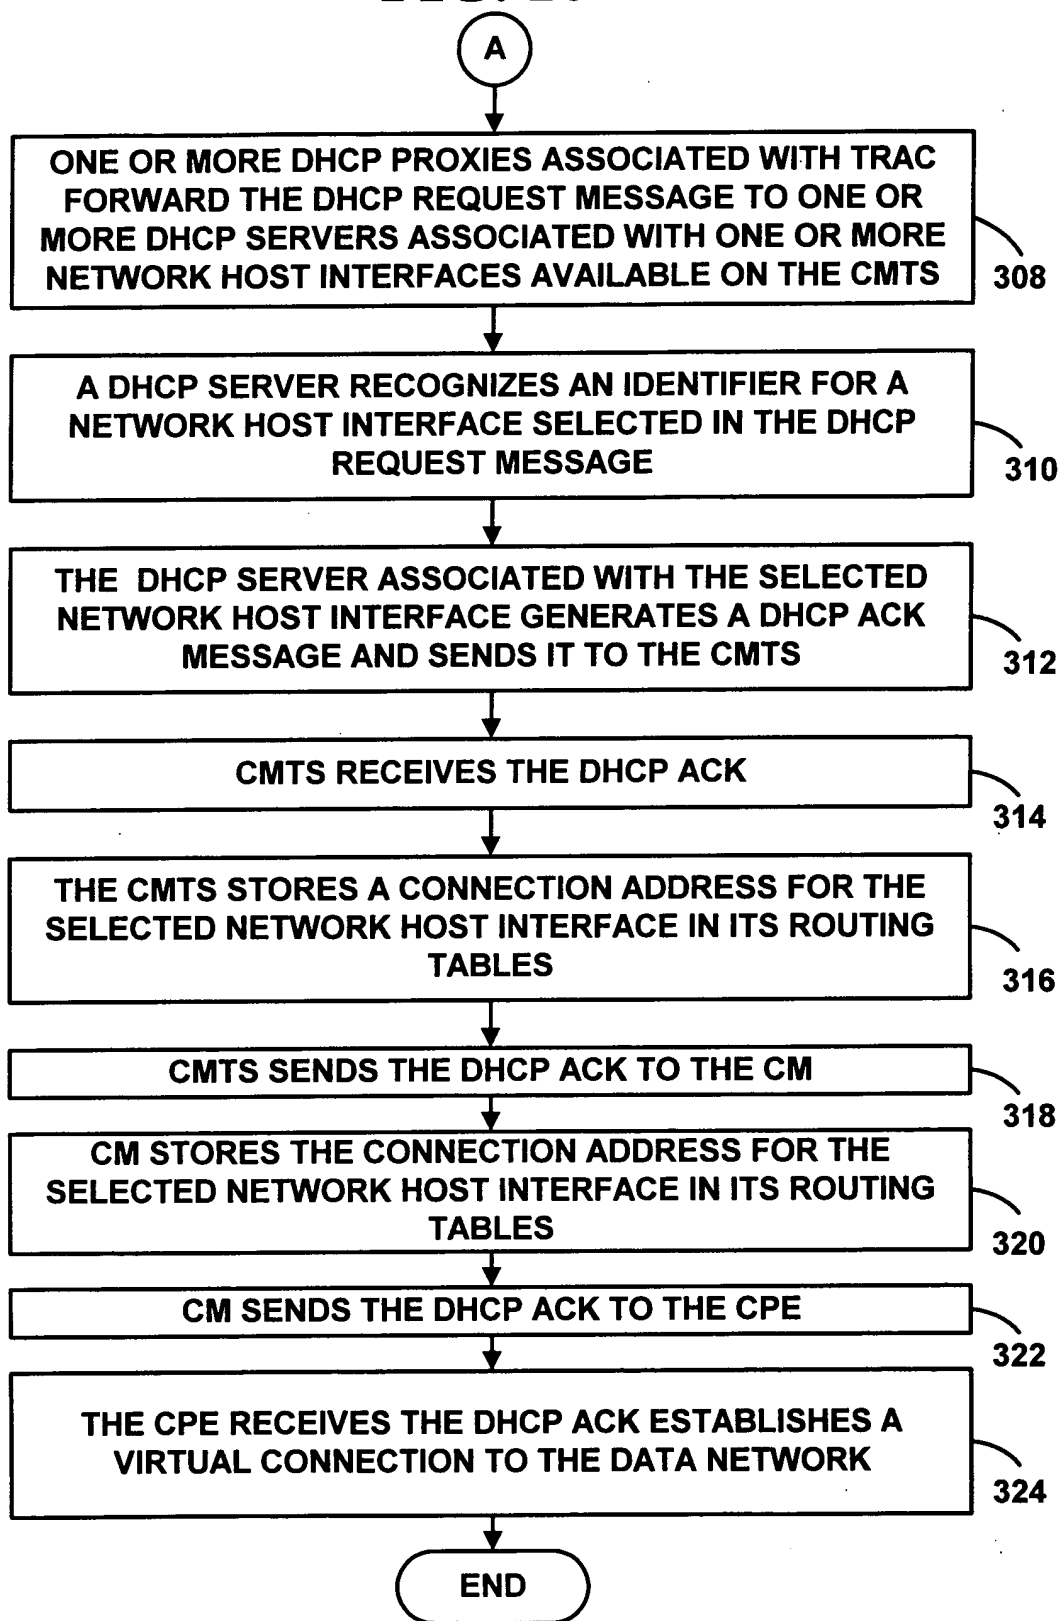 A
ONE OR MORE DHCP PROXIES ASSOCIATED WITH TRAC
FORWARD THE DHCP REQUEST MESSAGE TO ONE OR
MORE DHCP SERVERS ASSOCIATED WITH ONE OR MORE
NETWORK HOST INTERFACES AVAILABLE ON THE CMTS
308
A DHCP SERVER RECOGNIZES AN IDENTIFIER FOR A
NETWORK HOST INTERFACE SELECTED IN THE DHCP
REQUEST MESSAGE
310
THE DHCP SERVER ASSOCIATED WITH THE SELECTED
NETWORK HOST INTERFACE GENERATES A DHCP ACK
MESSAGE AND SENDS IT TO THE CMTS
312
CMTS RECEIVES THE DHCP ACK
314
THE CMTS STORES A CONNECTION ADDRESS FOR THE
SELECTED NETWORK HOST INTERFACE IN ITS ROUTING
TABLES
316
CMTS SENDS THE DHCP ACK TO THE CM
318
CM STORES THE CONNECTION ADDRESS FOR THE
SELECTED NETWORK HOST INTERFACE IN ITS ROUTING
TABLES
320
CM SENDS THE DHCP ACK TO THE CPE
322
THE CPE RECEIVES THE DHCP ACK ESTABLISHES A
VIRTUAL CONNECTION TO THE DATA NETWORK
324
END